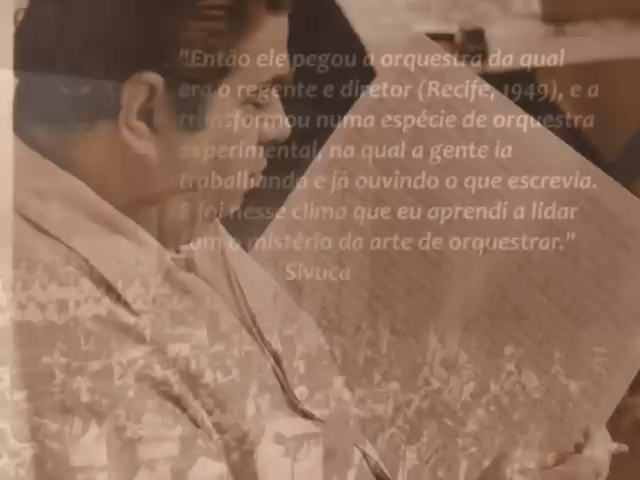 "Então ele pegou a orquestra da qual
era o regente e diretor (Recife, 1949), e a
transformou numa espécie de orquestra
experimental, na qual a gente ia
trabalhando e já ouvindo o que escrevia.
E foi nesse clima que eu aprendi a lidar
com o mistério da arte de orquestrar."
Sivuca